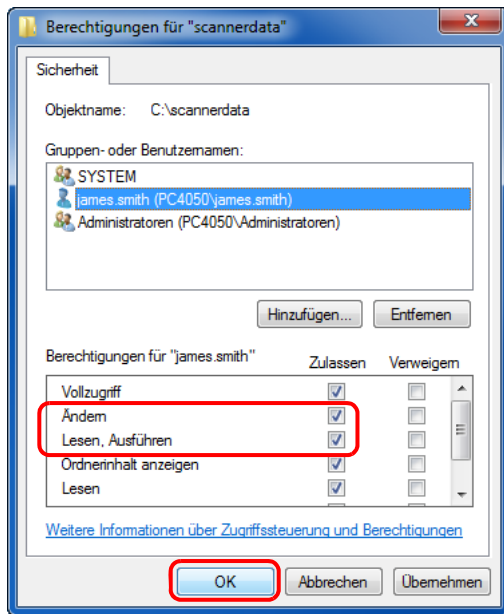 Berechtigungen für "scannerdata"
Sicherheit
Objektname: C:\scannerdata
Gruppen- oder Benutzernamen:
SYSTEM
james.smith (PC4050\james.smith)
Administratoren (PC4050\Administratoren)
Hinzufügen... Entfernen
Berechtigungen für "james.smith" Zulassen Verweigern
Vollzugriff
Ändern
Lesen, Ausführen
Ordnerinhalt anzeigen
Lesen
Weitere Informationen über Zugriffssteuerung und Berechtigungen
OK Abbrechen Übernehmen